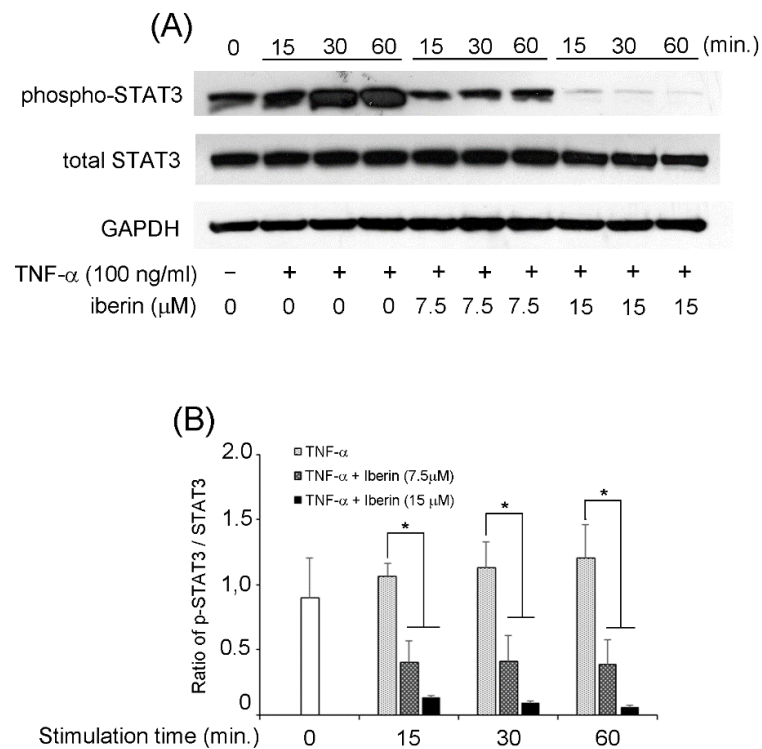 (A)
0 15 30 60 15 30 60 15 30 60 (min.)
phospho-STAT3
total STAT3
GAPDH
TNF-α (100 ng/ml) – + + + + + + + + +
iberin (μM) 0 0 0 0 7.5 7.5 7.5 15 15 15
(B)
TNF-α
TNF-α + Iberin (7.5μM)
TNF-α + Iberin (15 μM)
2.0
1.5
1,0
0.5
0
Ratio of p-STAT3 / STAT3
* * *
Stimulation time (min.) 0 15 30 60